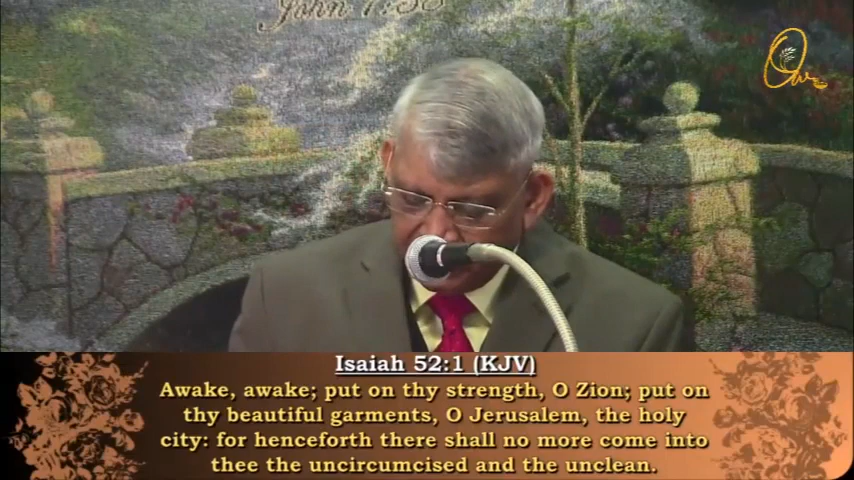 Isaiah 52:1 (KJV)
Awake, awake; put on thy strength, O Zion; put on
thy beautiful garments, O Jerusalem, the holy
city: for henceforth there shall no more come into
thee the uncircumcised and the unclean.